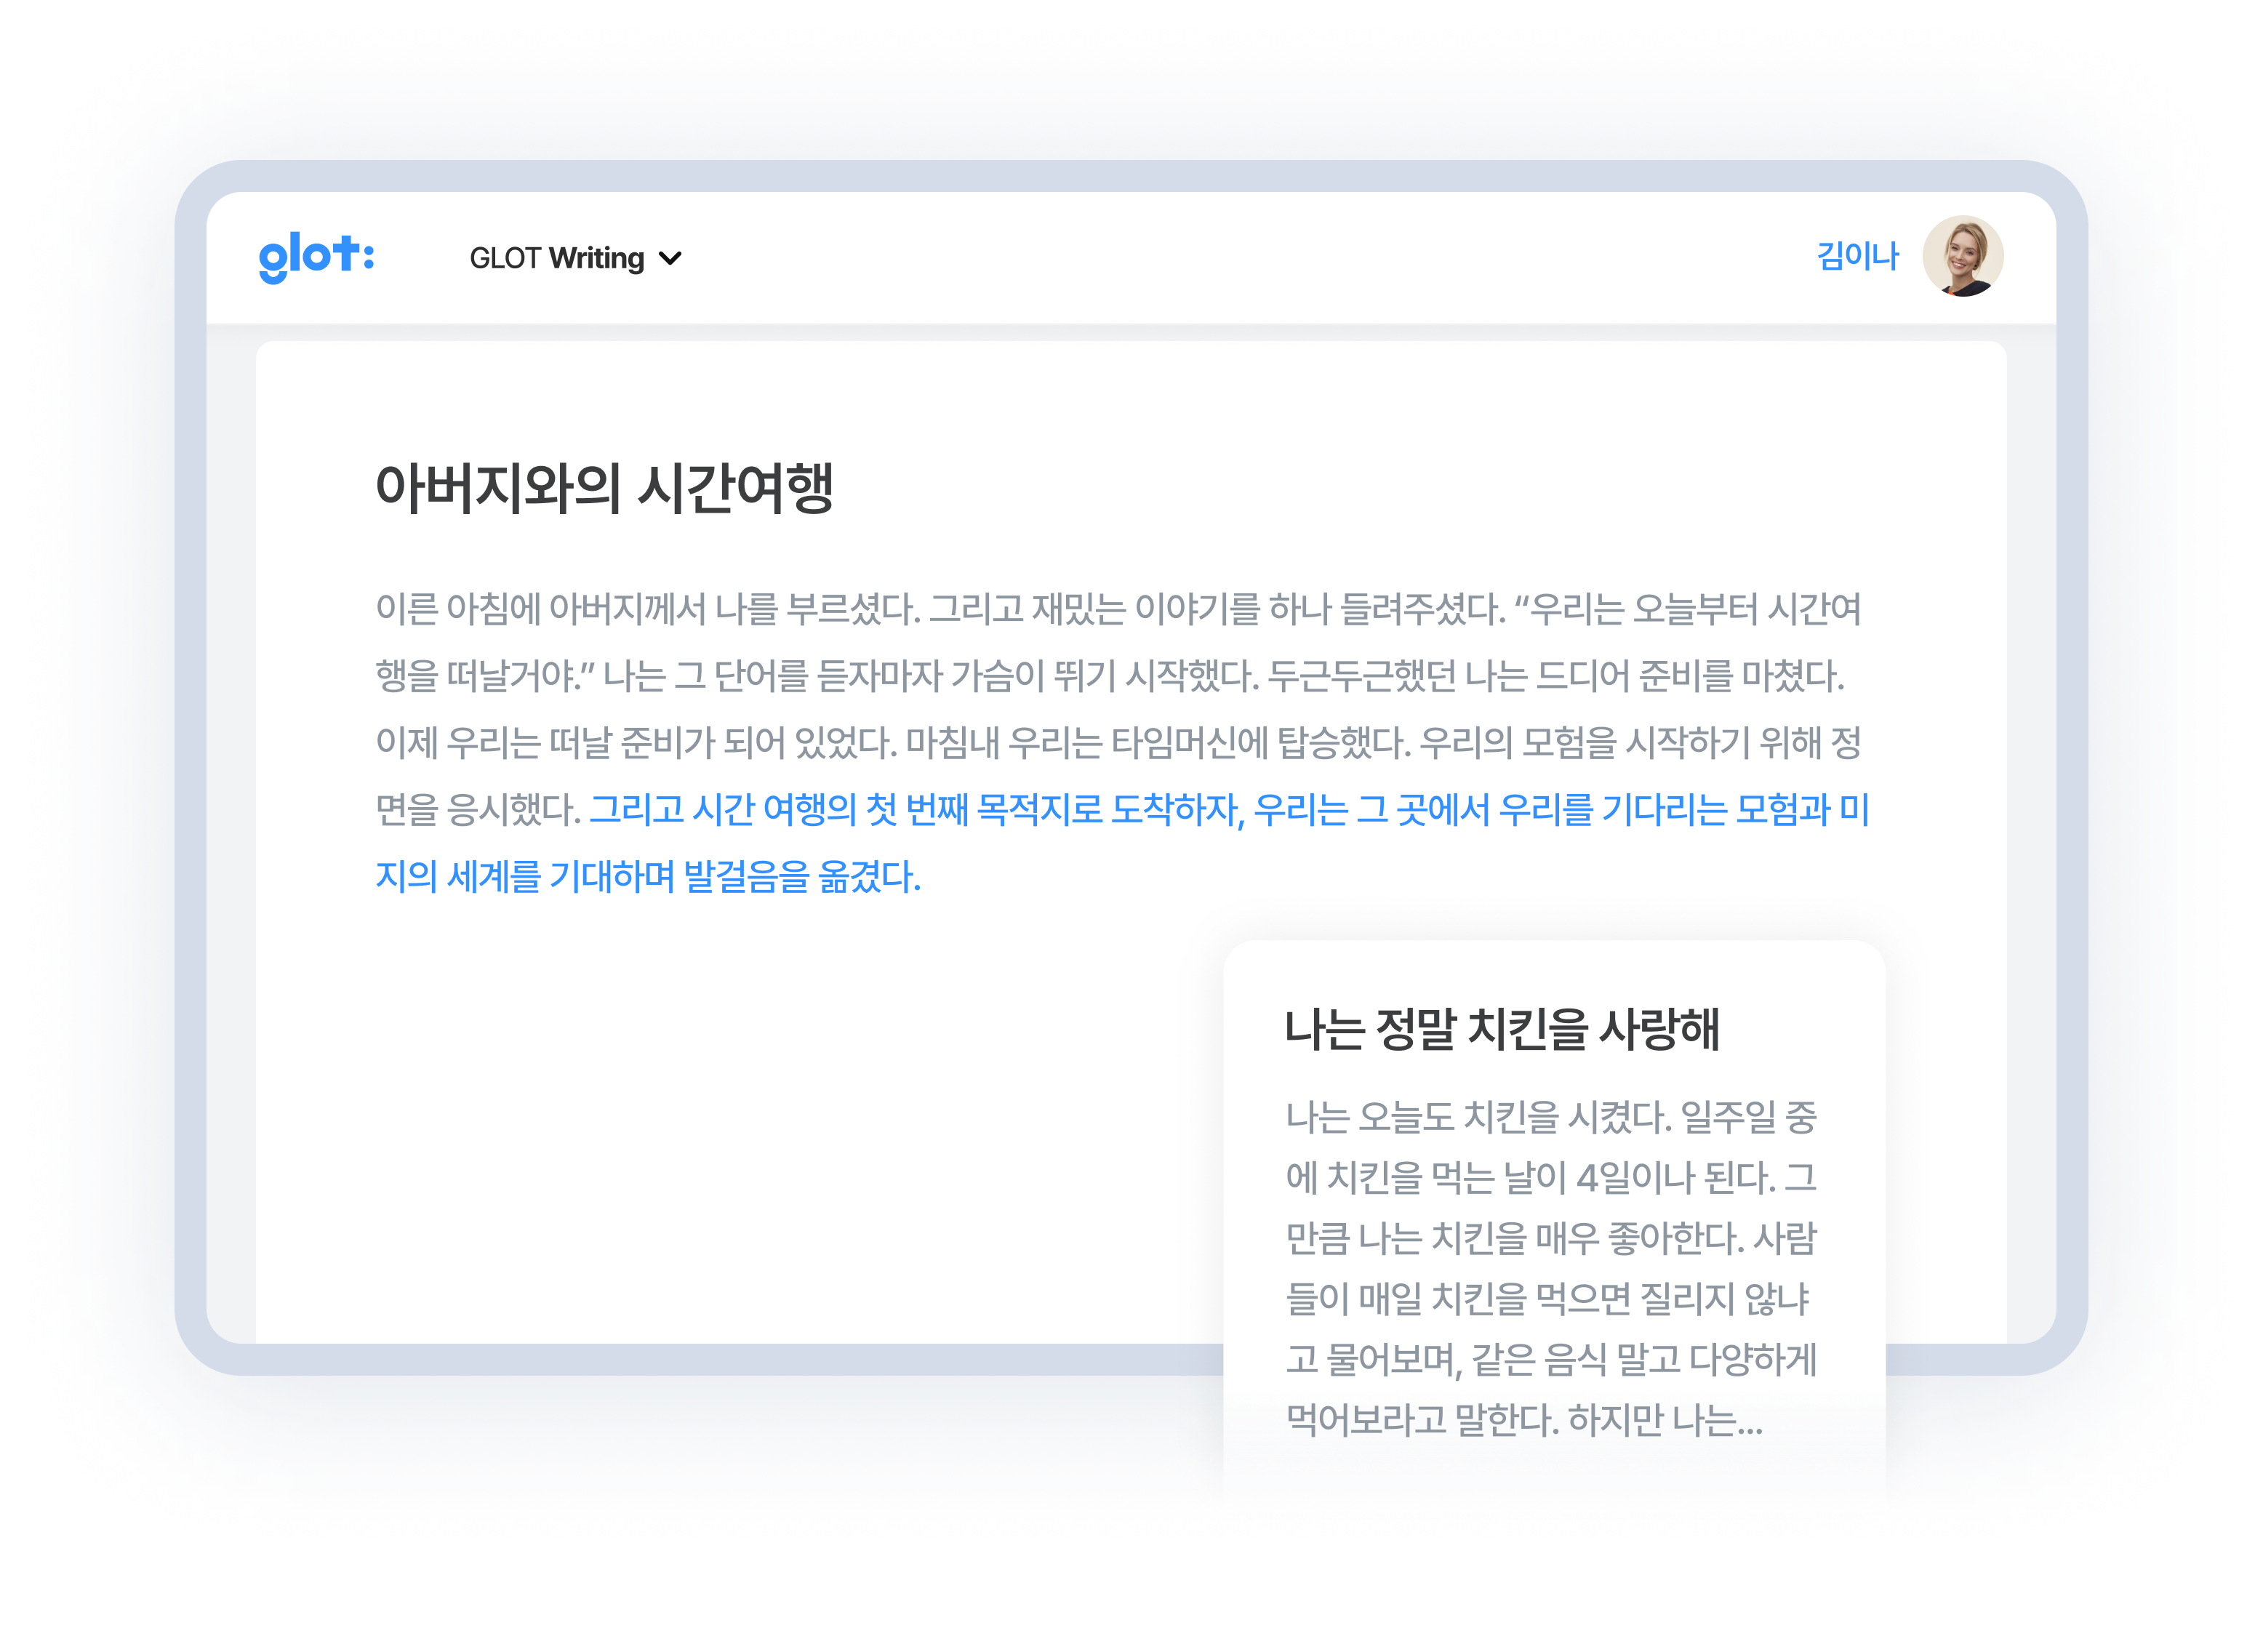 glot:
GLOT Writing
김이나
아버지와의 시간여행
이른 아침에 아버지께서 나를 부르셨다. 그리고 재밌는 이야기를 하나 들려주셨다. “우리는 오늘부터 시간여
행을 떠날거야.” 나는 그 단어를 듣자마자 가슴이 뛰기 시작했다. 두근두근했던 나는 드디어 준비를 마쳤다.
이제 우리는 떠날 준비가 되어 있었다. 마침내 우리는 타임머신에 탑승했다. 우리의 모험을 시작하기 위해 정
면을 응시했다. 그리고 시간 여행의 첫 번째 목적지로 도착하자, 우리는 그 곳에서 우리를 기다리는 모험과 미
지의 세계를 기대하며 발걸음을 옮겼다.
나는 정말 치킨을 사랑해
나는 오늘도 치킨을 시켰다. 일주일 중
에 치킨을 먹는 날이 4일이나 된다. 그
만큼 나는 치킨을 매우 좋아한다. 사람
들이 매일 치킨을 먹으면 질리지 않냐
고 물어보며, 같은 음식 말고 다양하게
먹어보라고 말한다. 하지만 나는...